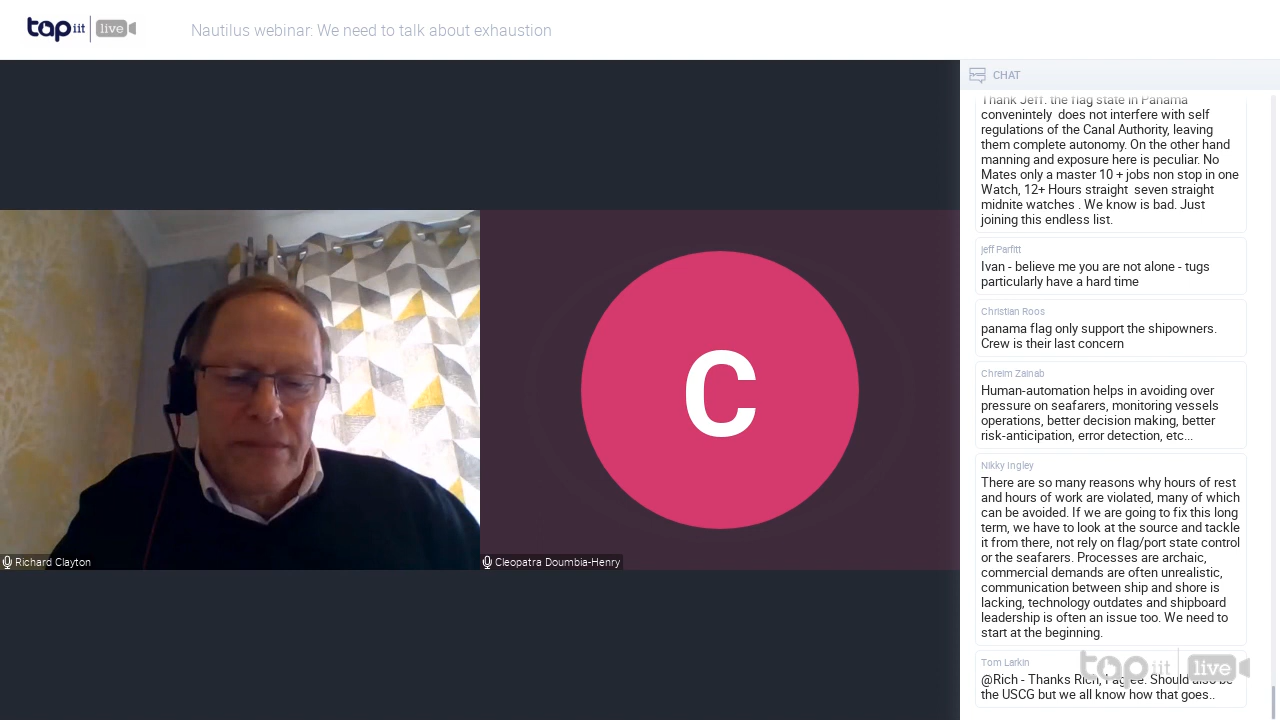 tap iit live
Nautilus webinar: We need to talk about exhaustion
CHAT
Thank Jeff. the flag state in Panama
convenintely does not interfere with self
regulations of the Canal Authority, leaving
them complete autonomy. On the other hand
manning and exposure here is peculiar. No
Mates only a master 10 + jobs non stop in one
Watch, 12+ Hours straight seven straight
midnite watches . We know is bad. Just
joining this endless list.
jeff Parfitt
Ivan - believe me you are not alone - tugs
particularly have a hard time
Christian Roos
panama flag only support the shipowners.
Crew is their last concern
Chreim Zainab
Human-automation helps in avoiding over
pressure on seafarers, monitoring vessels
operations, better decision making, better
risk-anticipation, error detection, etc...
Nikky Ingley
There are so many reasons why hours of rest
and hours of work are violated, many of which
can be avoided. If we are going to fix this long
term, we have to look at the source and tackle
it from there, not rely on flag/port state control
or the seafarers. Processes are archaic,
commercial demands are often unrealistic,
communication between ship and shore is
lacking, technology outdates and shipboard
leadership is often an issue too. We need to
start at the beginning.
Tom Larkin
@Rich - Thanks Rich, I agree. Should also be
the USCG but we all know how that goes..
tap iit live
C
Richard Clayton
Cleopatra Doumbia-Henry